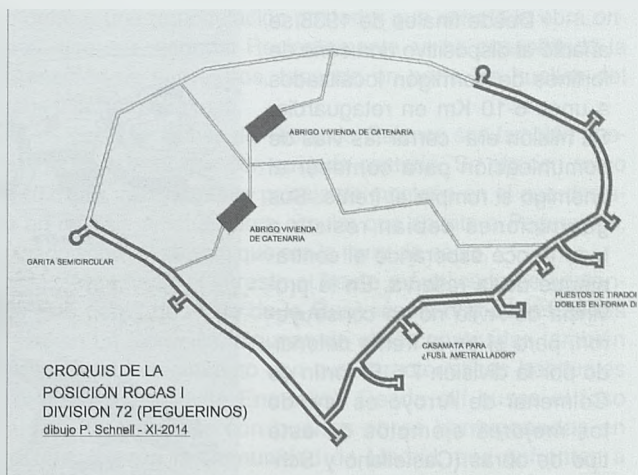 ABRIGO VIVIENDA DE CATENARIA
ABRIGO VIVIENDA
DE CATENARIA
GARITA SEMICIRCULAR
PUESTOS DE TIRADOI
DOBLES EN FORMA D
CASAMATA PARA
¿FUSIL AMETRALLADOR?
CROQUIS DE LA
POSICIÓN ROCAS I
DIVISION 72 (PEGUERINOS)
dibujo P. Schnell - XI-2014